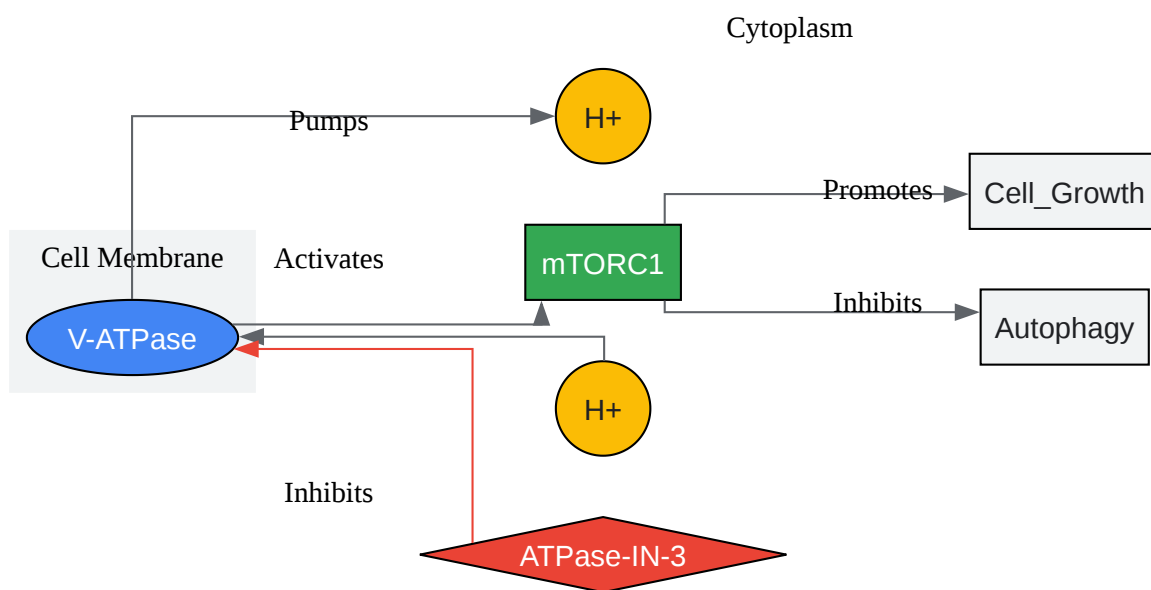 Cytoplasm
H+
Pumps
Promotes
Cell_Growth
Cell Membrane
Activates
mTORC1
Inhibits
Autophagy
V-ATPase
H+
Inhibits
ATPase-IN-3